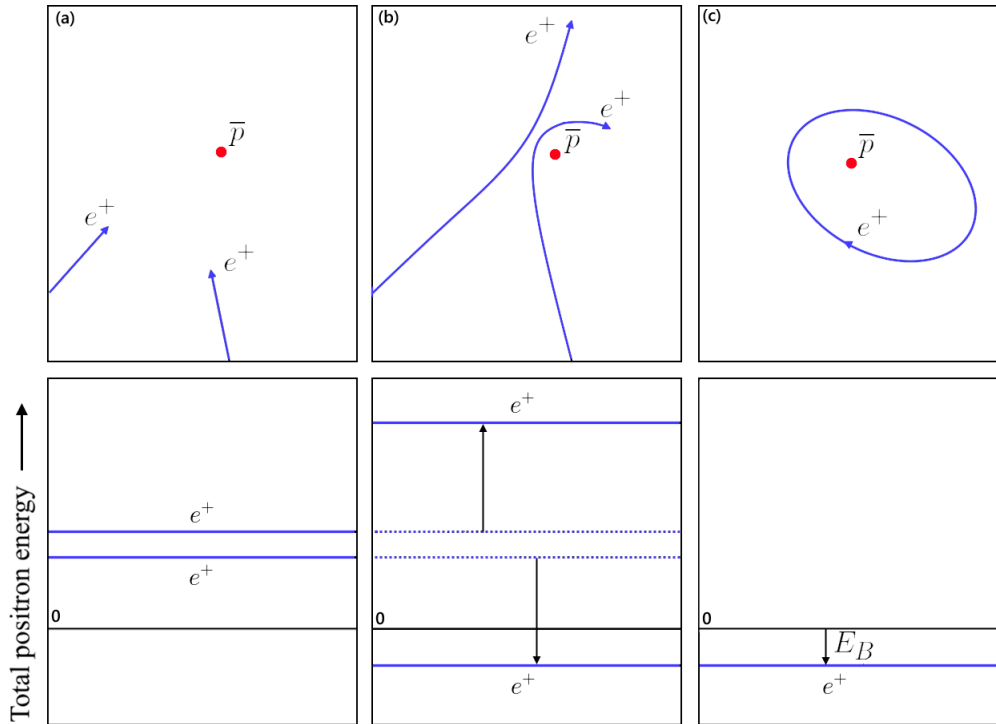 (a)
p̅
e⁺
e⁺
(b)
e⁺
e⁺
p̅
(c)
p̅
e⁺
Total positron energy
e⁺
e⁺
0
e⁺
0
e⁺
0
E_B
e⁺